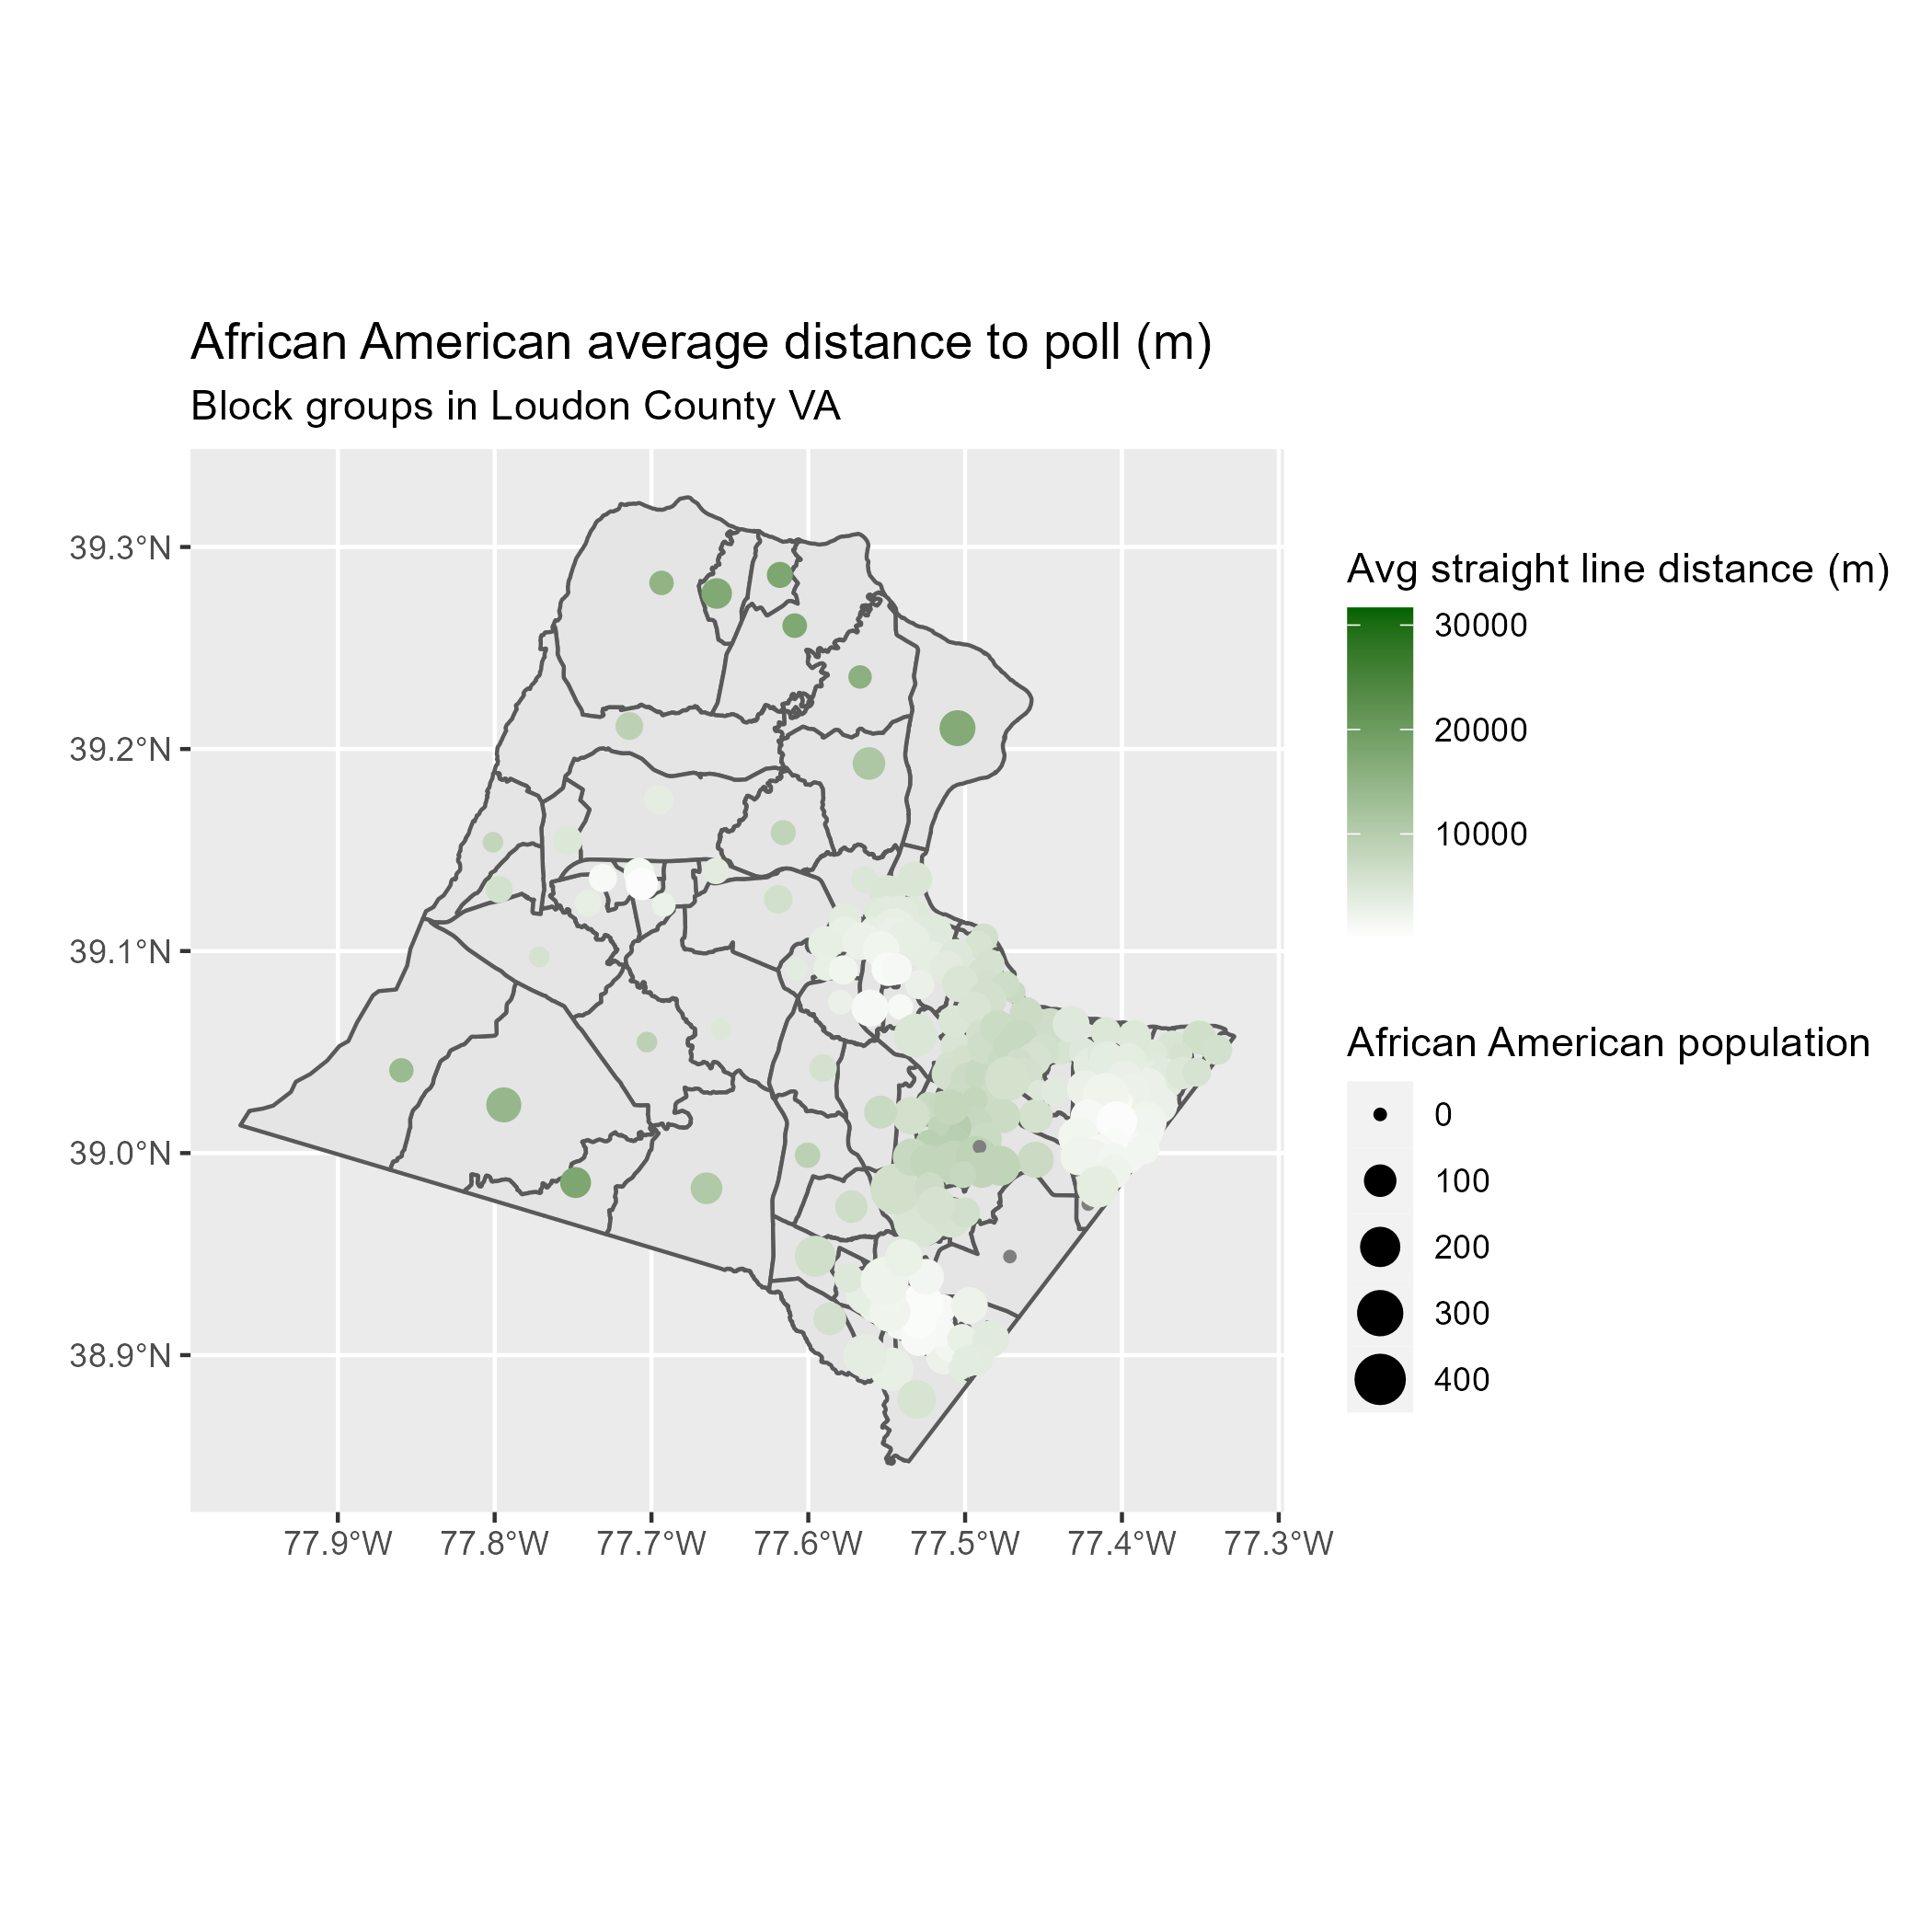 African American average distance to poll (m)
Block groups in Loudon County VA
39.3°N
39.2°N
39.1°N
39.0°N
38.9°N
77.9°W
77.8°W
77.7°W
77.6°W
77.5°W
77.4°W
77.3°W
Avg straight line distance (m)
30000
20000
10000
African American population
0
100
200
300
400